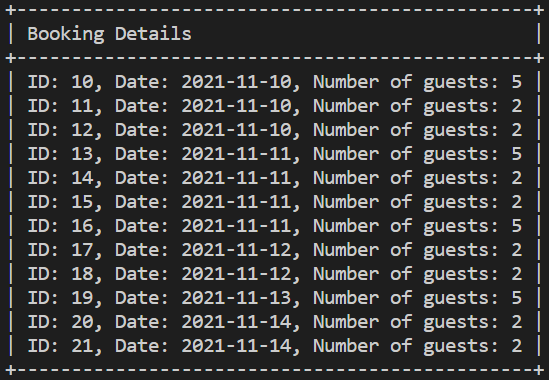 +-----------------------------------------------+
| Booking Details                               |
+-----------------------------------------------+
| ID: 10, Date: 2021-11-10, Number of guests: 5 |
| ID: 11, Date: 2021-11-10, Number of guests: 2 |
| ID: 12, Date: 2021-11-10, Number of guests: 2 |
| ID: 13, Date: 2021-11-11, Number of guests: 5 |
| ID: 14, Date: 2021-11-11, Number of guests: 2 |
| ID: 15, Date: 2021-11-11, Number of guests: 2 |
| ID: 16, Date: 2021-11-11, Number of guests: 5 |
| ID: 17, Date: 2021-11-12, Number of guests: 2 |
| ID: 18, Date: 2021-11-12, Number of guests: 2 |
| ID: 19, Date: 2021-11-13, Number of guests: 5 |
| ID: 20, Date: 2021-11-14, Number of guests: 2 |
| ID: 21, Date: 2021-11-14, Number of guests: 2 |
+-----------------------------------------------+